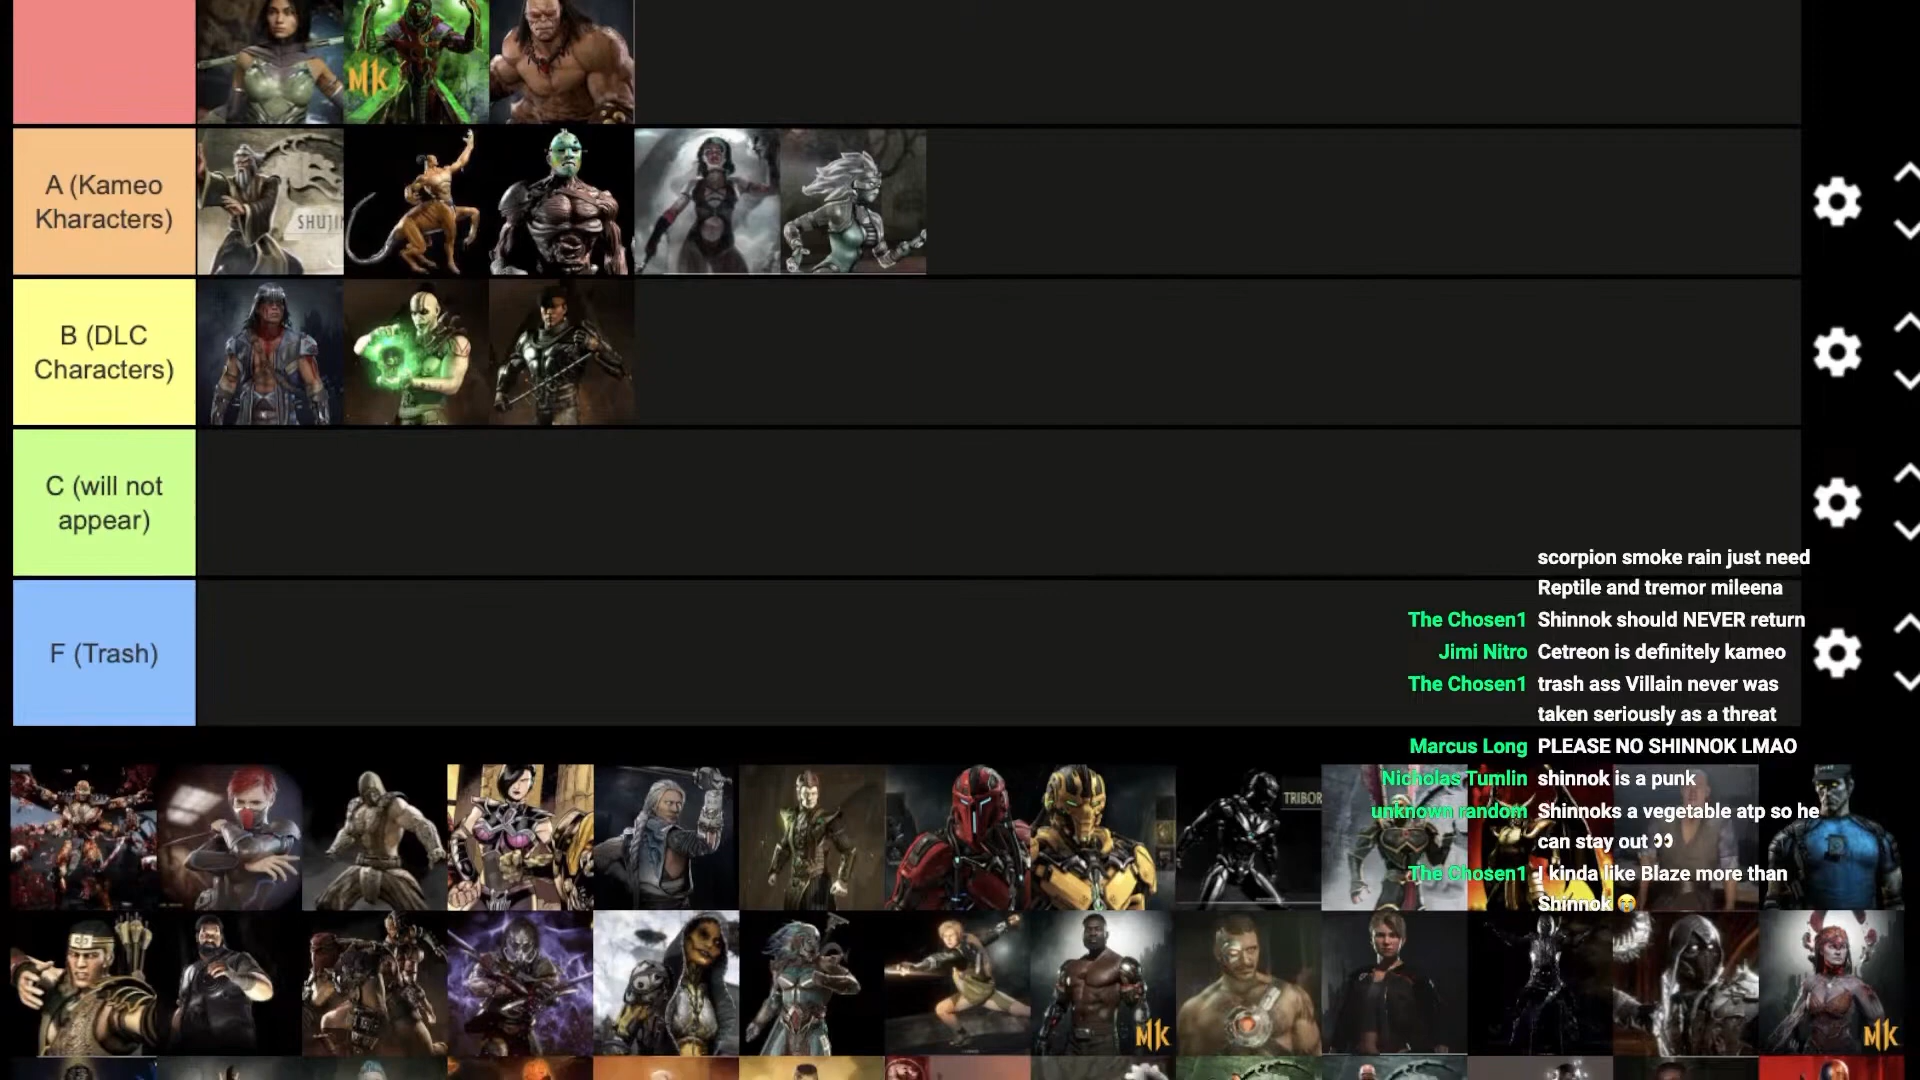 MK
A (Kameo
Kharacters)
SHUJIN
B (DLC
Characters)
C (will not
appear)
F (Trash)
scorpion smoke rain just need
Reptile and tremor mileena
The Chosen1 Shinnok should NEVER return
Jimi Nitro Cetreon is definitely kameo
The Chosen1 trash ass Villain never was
taken seriously as a threat
Marcus Long PLEASE NO SHINNOK LMAO
Nicholas Tumlin shinnok is a punk
unknown random Shinnoks a vegetable atp so he
can stay out 👀
The Chosen1 I kinda like Blaze more than
Shinnok 😭
TRIBOR
MK
MK